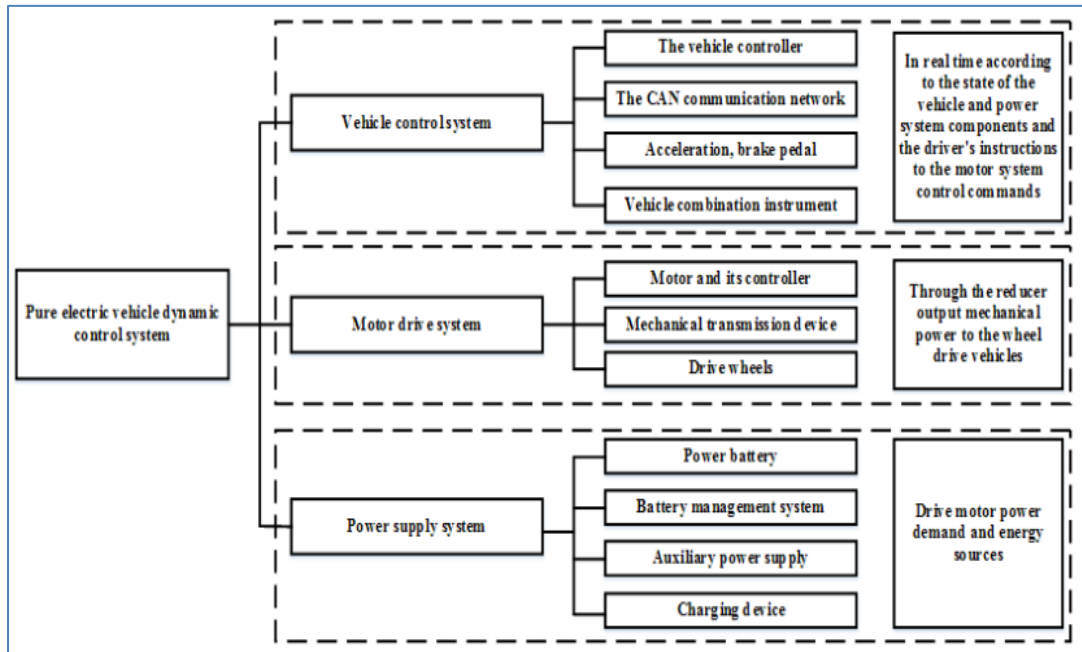 Pure electric vehicle dynamic
control system
Vehicle control system
The vehicle controller
The CAN communication network
Acceleration, brake pedal
Vehicle combination instrument
In real time according
to the state of the
vehicle and power
system components and
the driver's instructions
to the motor system
control commands
Motor drive system
Motor and its controller
Mechanical transmission device
Drive wheels
Through the reducer
output mechanical
power to the wheel
drive vehicles
Power supply system
Power battery
Battery management system
Auxiliary power supply
Charging device
Drive motor power
demand and energy
sources